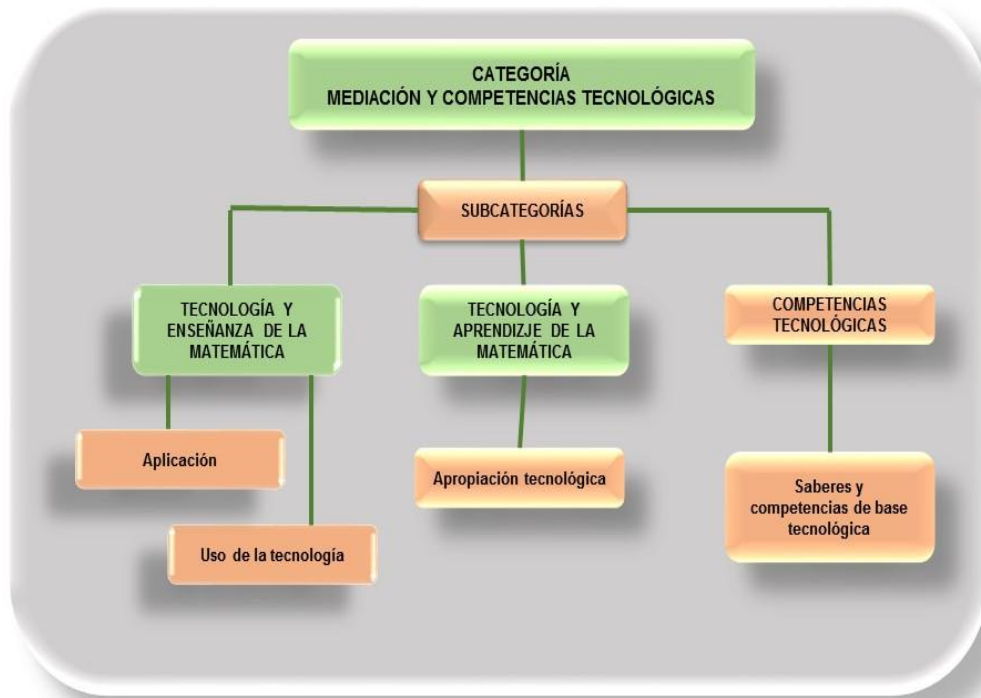 CATEGORÍA
MEDIACIÓN Y COMPETENCIAS TECNOLÓGICAS
SUBCATEGORÍAS
TECNOLOGÍA Y
ENSEÑANZA DE LA
MATEMÁTICA
TECNOLOGÍA Y
APRENDIZJE DE LA
MATEMÁTICA
COMPETENCIAS
TECNOLÓGICAS
Aplicación
Uso de la tecnología
Apropiación tecnológica
Saberes y
competencias de base
tecnológica